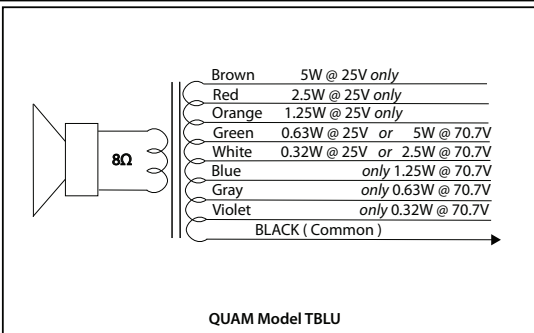 Brown 5W @ 25V only
Red 2.5W @ 25V only
Orange 1.25W @ 25V only
Green 0.63W @ 25V or 5W @ 70.7V
White 0.32W @ 25V or 2.5W @ 70.7V
Blue only 1.25W @ 70.7V
Gray only 0.63W @ 70.7V
Violet only 0.32W @ 70.7V
BLACK ( Common )
8Ω
QUAM Model TBLU